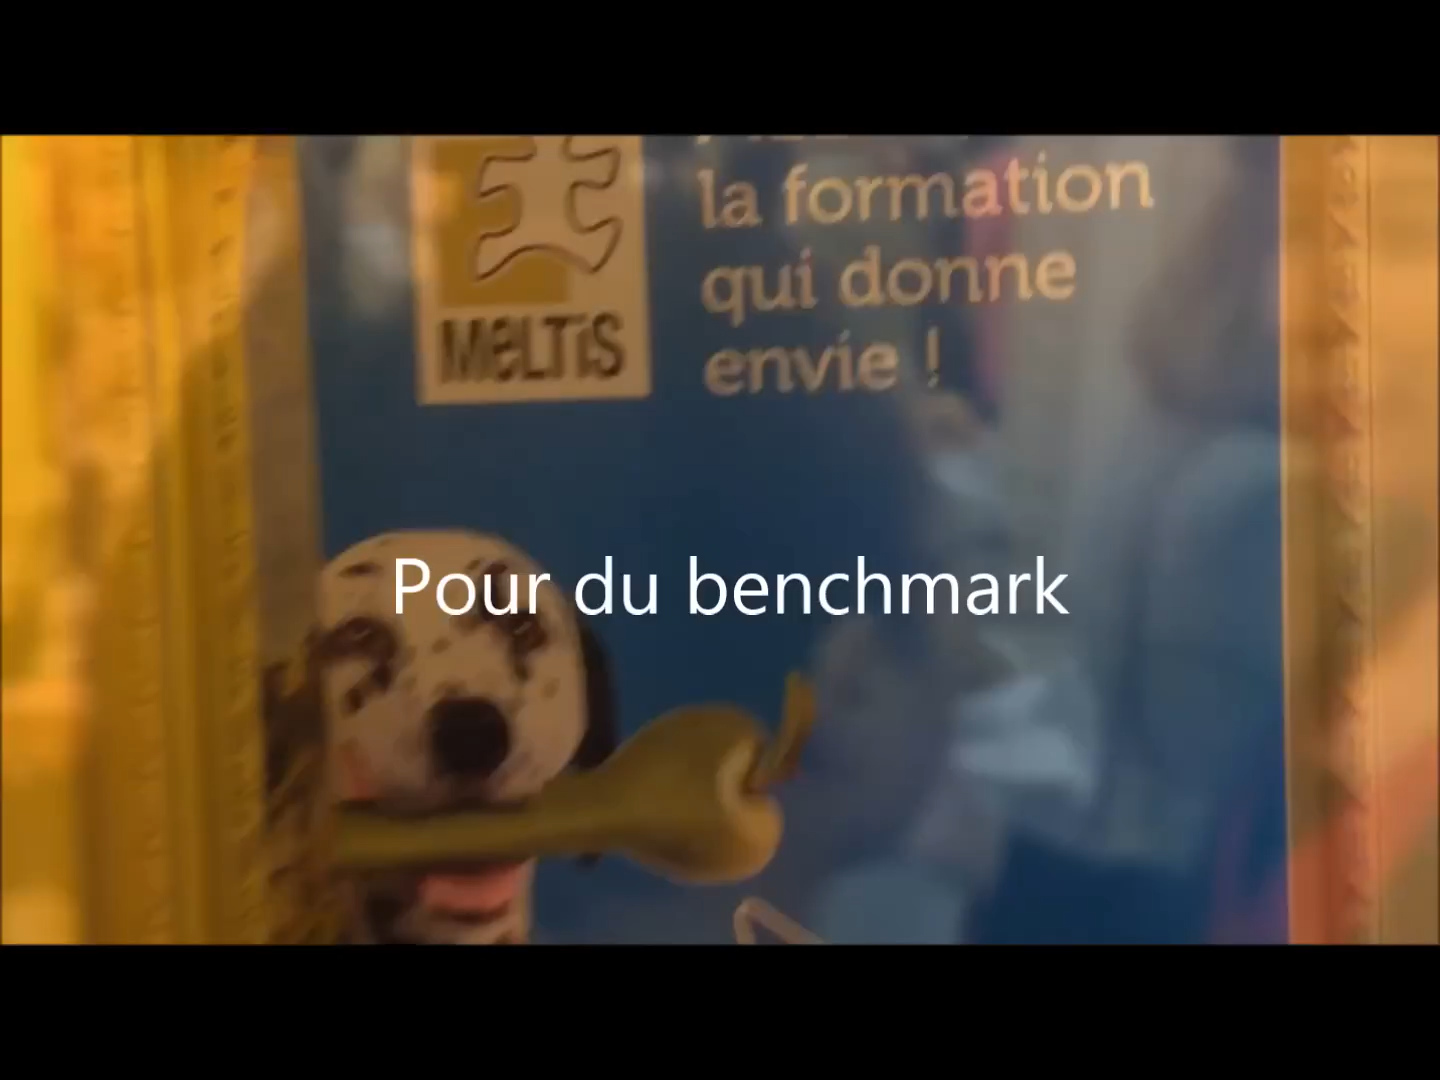 la formation
qui donne
envie !
MeLTiS
Pour du benchmark